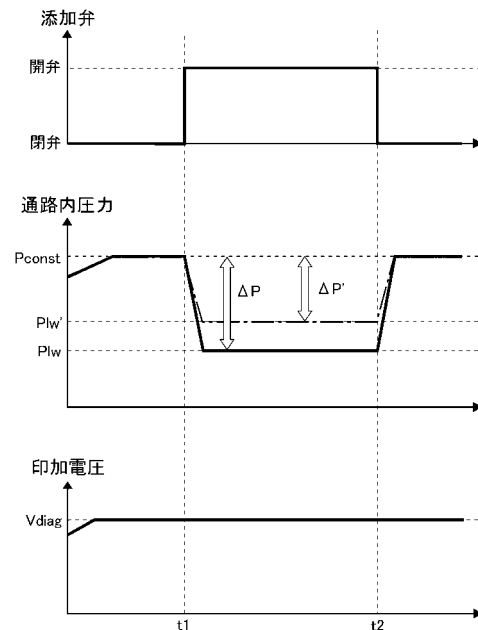 添加弁
開弁
閉弁
通路内圧力
Pconst
ΔP
ΔP'
Plw'
Plw
印加電圧
Vdiag
t1
t2